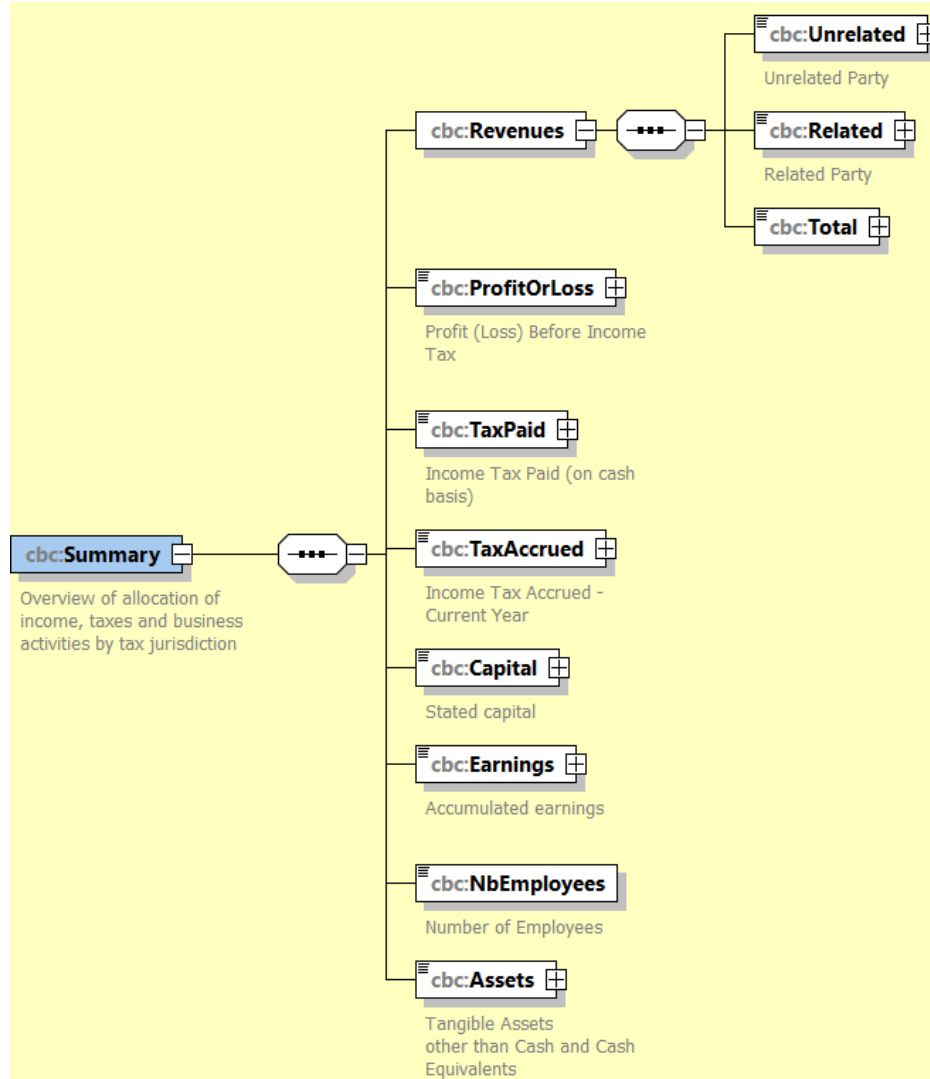 cbc:Unrelated
Unrelated Party
cbc:Revenues
cbc:Related
Related Party
cbc:Total
cbc:ProfitOrLoss
Profit (Loss) Before Income
Tax
cbc:TaxPaid
Income Tax Paid (on cash
basis)
cbc:Summary
Overview of allocation of
income, taxes and business
activities by tax jurisdiction
cbc:TaxAccrued
Income Tax Accrued -
Current Year
cbc:Capital
Stated capital
cbc:Earnings
Accumulated earnings
cbc:NbEmployees
Number of Employees
cbc:Assets
Tangible Assets
other than Cash and Cash
Equivalents